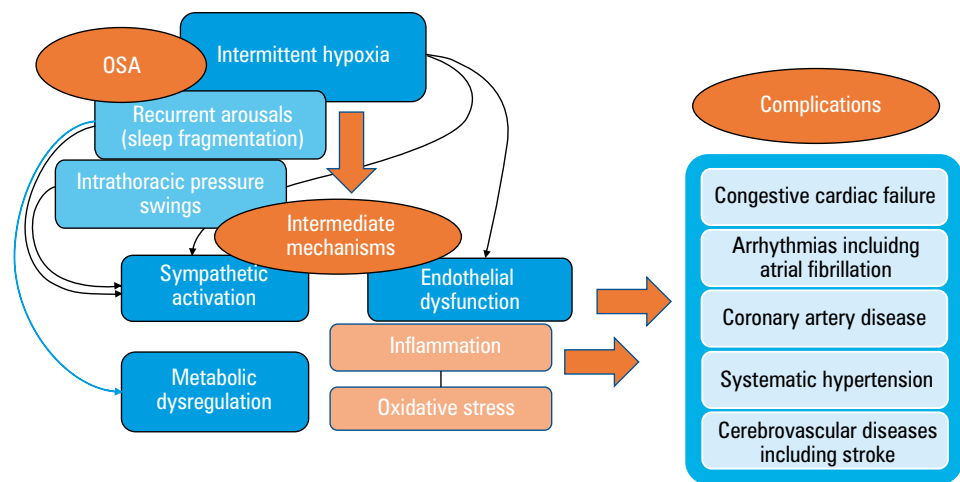 OSA
Intermittent hypoxia
Recurrent arousals
(sleep fragmentation)
Intrathoracic pressure
swings
Intermediate
mechanisms
Sympathetic
activation
Endothelial
dysfunction
Inflammation
Oxidative stress
Metabolic
dysregulation
Complications
Congestive cardiac failure
Arrhythmias incluidng
atrial fibrillation
Coronary artery disease
Systematic hypertension
Cerebrovascular diseases
including stroke